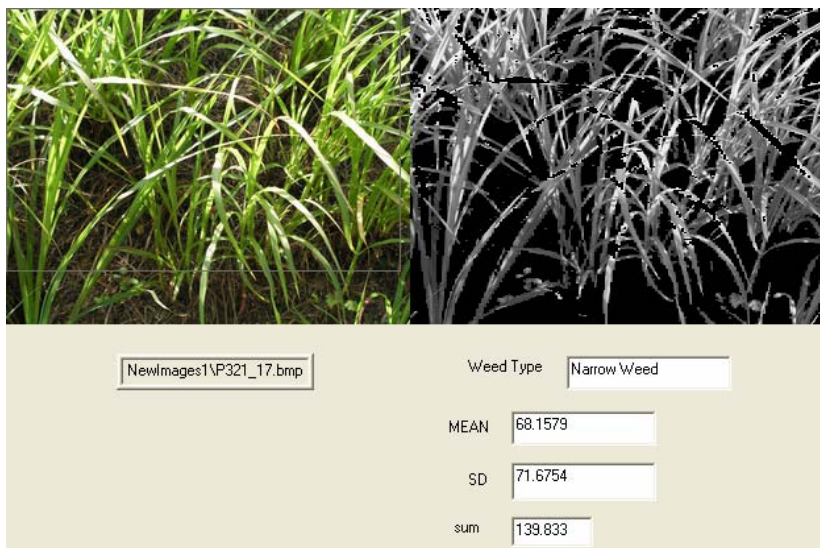 NewImages1\P321_17.bmp
Weed Type Narrow Weed
MEAN 68.1579
SD 71.6754
sum 139.833